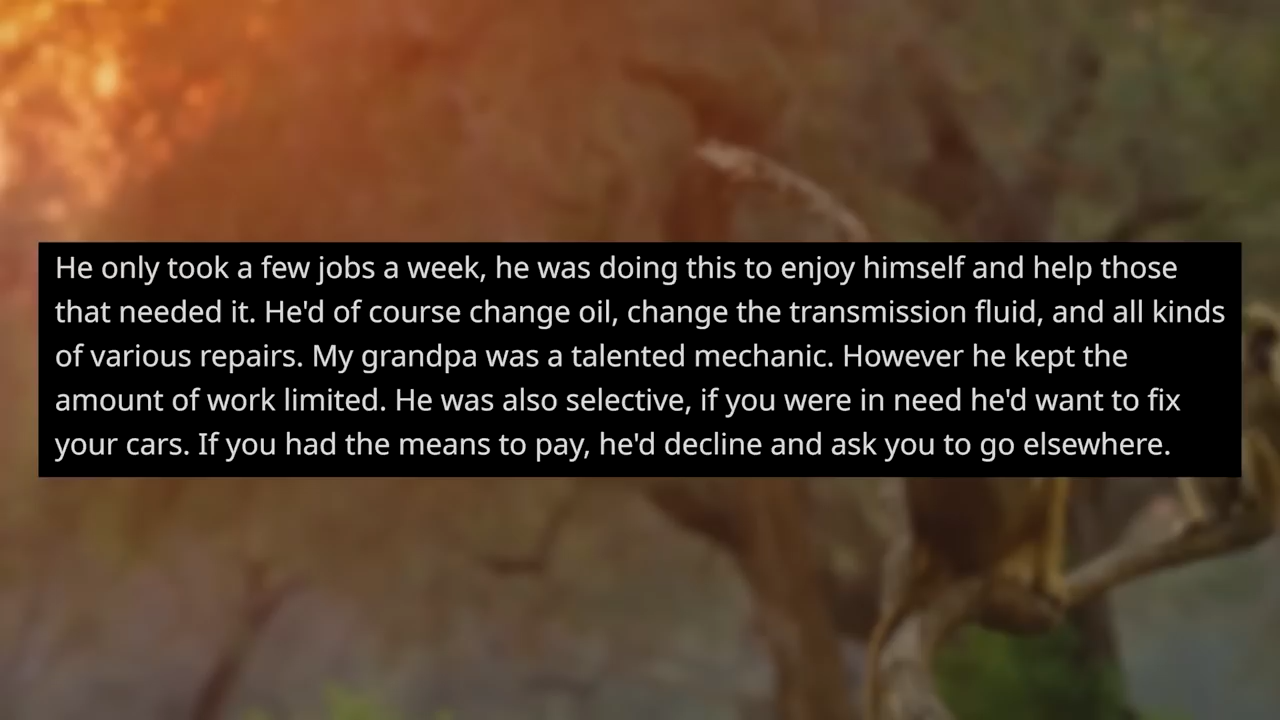 He only took a few jobs a week, he was doing this to enjoy himself and help those
that needed it. He'd of course change oil, change the transmission fluid, and all kinds
of various repairs. My grandpa was a talented mechanic. However he kept the
amount of work limited. He was also selective, if you were in need he'd want to fix
your cars. If you had the means to pay, he'd decline and ask you to go elsewhere.